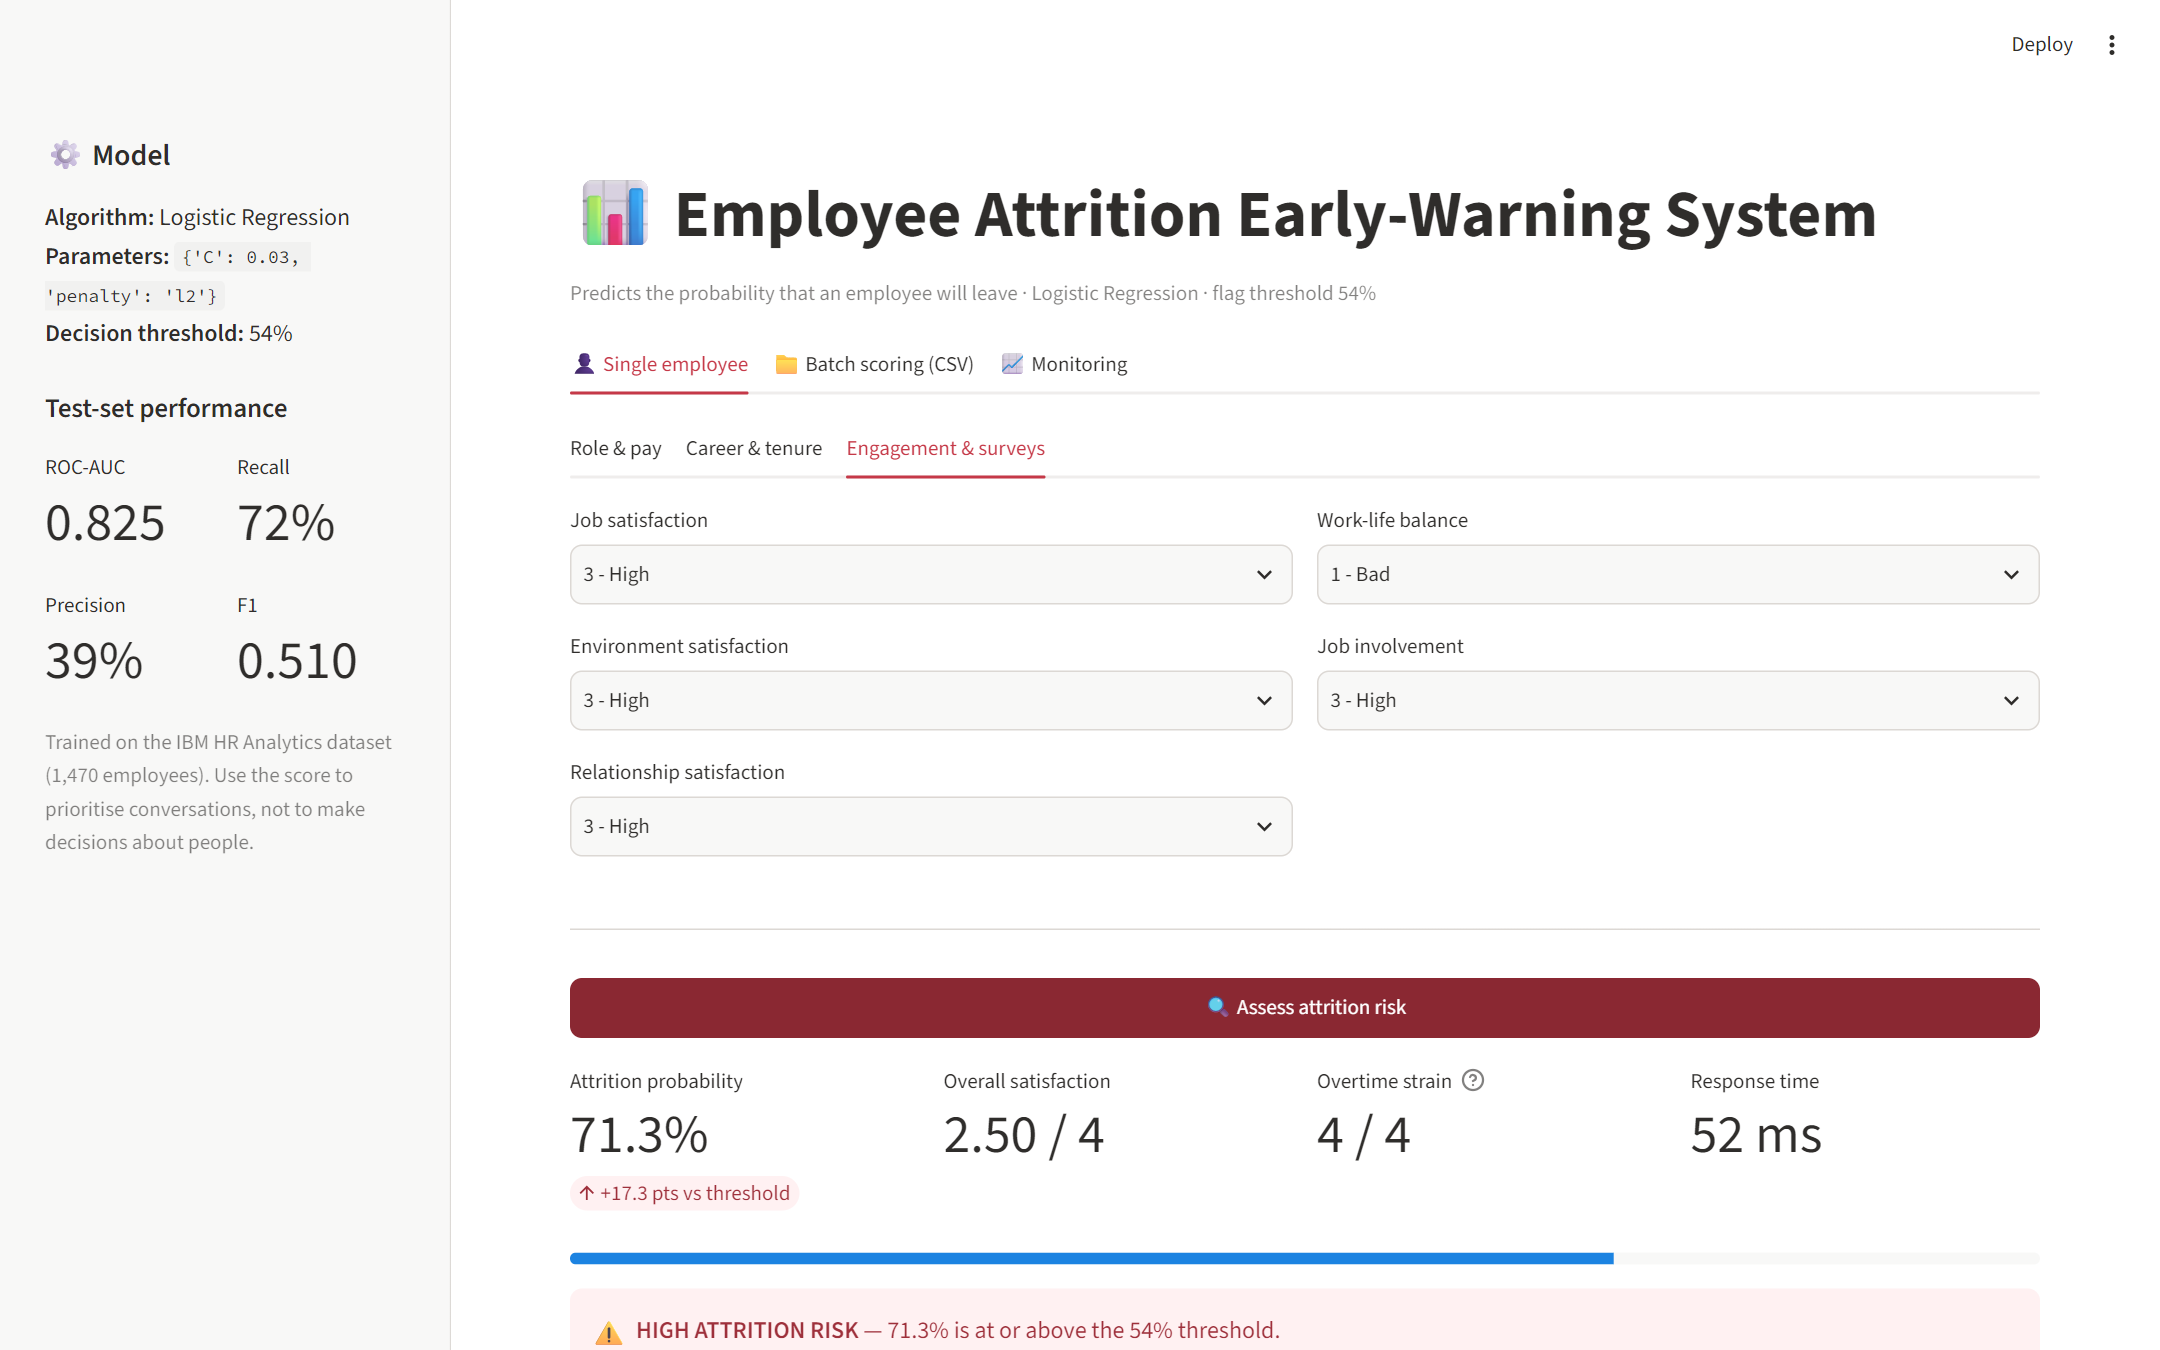 Deploy
Model
Algorithm: Logistic Regression
Parameters: {'C': 0.03,
'penalty': 'l2'}
Decision threshold: 54%
Test-set performance
ROC-AUC Recall
0.825 72%
Precision F1
39% 0.510
Trained on the IBM HR Analytics dataset
(1,470 employees). Use the score to
prioritise conversations, not to make
decisions about people.
Employee Attrition Early-Warning System
Predicts the probability that an employee will leave · Logistic Regression · flag threshold 54%
Single employee Batch scoring (CSV) Monitoring
Role & pay Career & tenure Engagement & surveys
Job satisfaction Work-life balance
3 - High 1 - Bad
Environment satisfaction Job involvement
3 - High 3 - High
Relationship satisfaction
3 - High
Assess attrition risk
Attrition probability Overall satisfaction Overtime strain Response time
71.3% 2.50 / 4 4 / 4 52 ms
↑ +17.3 pts vs threshold
HIGH ATTRITION RISK — 71.3% is at or above the 54% threshold.